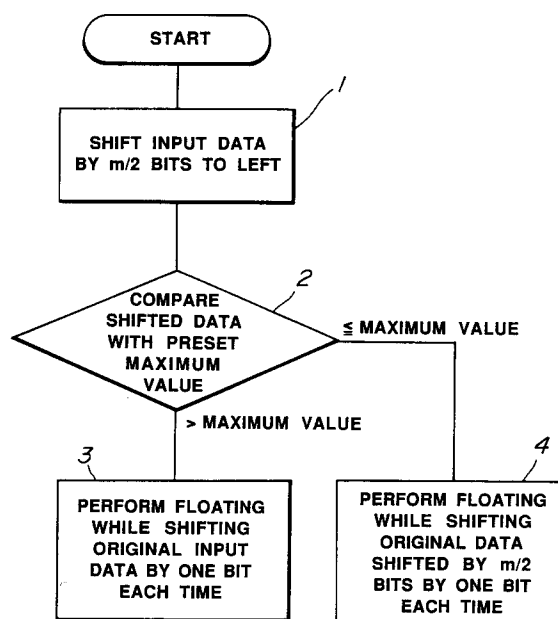 START
1
SHIFT INPUT DATA
BY m/2 BITS TO LEFT
2
COMPARE
SHIFTED DATA
WITH PRESET
MAXIMUM
VALUE
≦ MAXIMUM VALUE
> MAXIMUM VALUE
3
PERFORM FLOATING
WHILE SHIFTING
ORIGINAL INPUT
DATA BY ONE BIT
EACH TIME
4
PERFORM FLOATING
WHILE SHIFTING
ORIGINAL DATA
SHIFTED BY m/2
BITS BY ONE BIT
EACH TIME